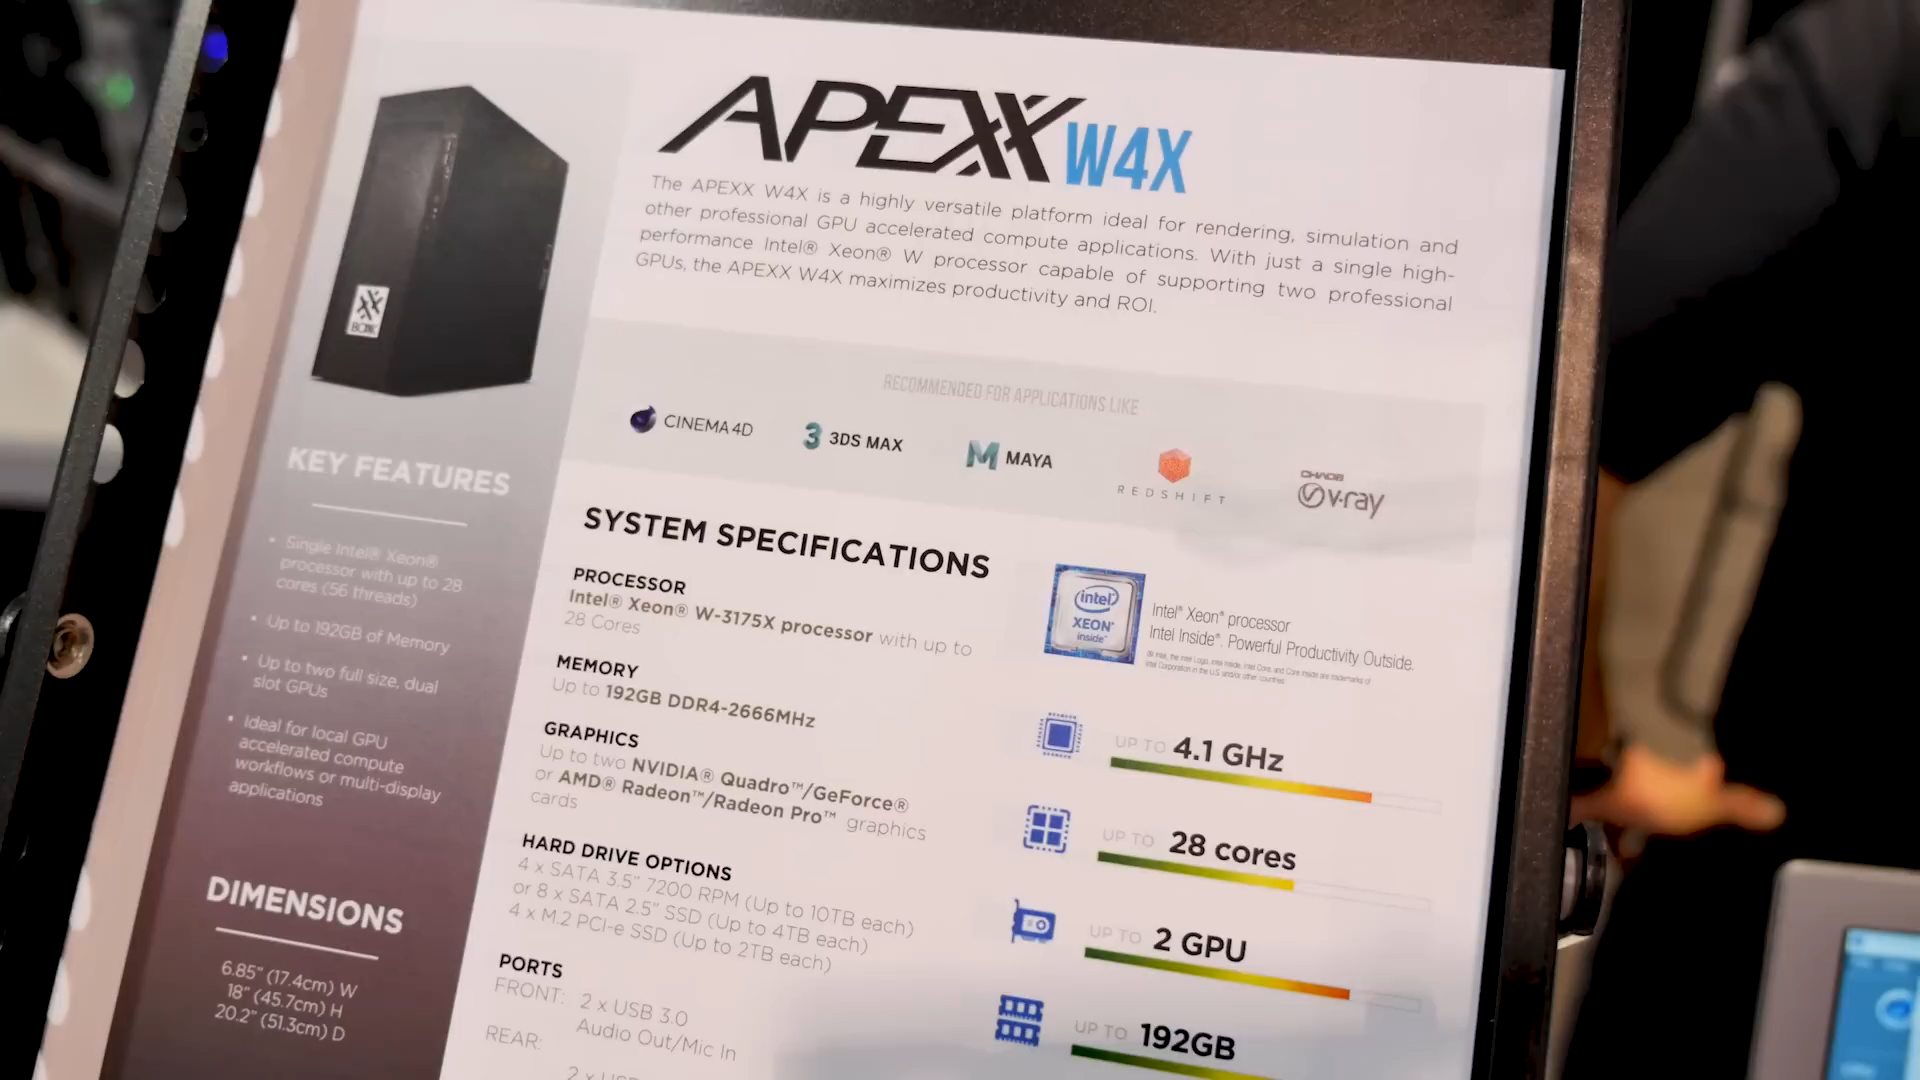 APEXX W4X
The APEXX W4X is a highly versatile platform ideal for rendering, simulation and
other professional GPU accelerated compute applications. With just a single high-
performance Intel® Xeon® W processor capable of supporting two professional
GPUs, the APEXX W4X maximizes productivity and ROI.
BOXX
RECOMMENDED FOR APPLICATIONS LIKE
CINEMA 4D
3 3DS MAX
M MAYA
REDSHIFT
CHAOS
v-ray
KEY FEATURES
• Single Intel® Xeon®
processor with up to 28
cores (56 threads)
• Up to 192GB of Memory
• Up to two full size, dual
slot GPUs
• Ideal for local GPU
accelerated compute
workflows or multi-display
applications
DIMENSIONS
6.85" (17.4cm) W
18" (45.7cm) H
20.2" (51.3cm) D
SYSTEM SPECIFICATIONS
PROCESSOR
Intel® Xeon® W-3175X processor with up to
28 Cores
MEMORY
Up to 192GB DDR4-2666MHz
GRAPHICS
Up to two NVIDIA® Quadro™/GeForce®
or AMD® Radeon™/Radeon Pro™ graphics
cards
HARD DRIVE OPTIONS
4 x SATA 3.5" 7200 RPM (Up to 10TB each)
or 8 x SATA 2.5" SSD (Up to 4TB each)
4 x M.2 PCI-e SSD (Up to 2TB each)
PORTS
FRONT: 2 x USB 3.0
Audio Out/Mic In
REAR:
intel
XEON®
inside™
Intel® Xeon® processor
Intel Inside®. Powerful Productivity Outside.
UP TO 4.1 GHz
UP TO 28 cores
UP TO 2 GPU
UP TO 192GB